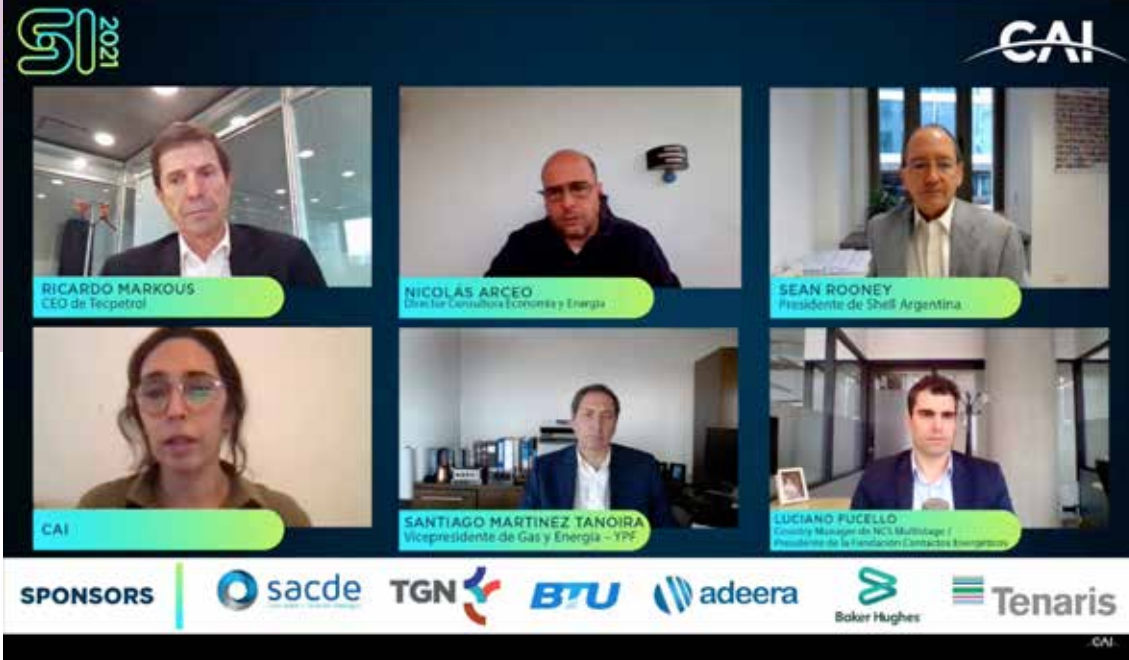 SI 2021
CAI
RICARDO MARKOUS
CEO de Tecpetrol
NICOLÁS ARCEO
Director Consultora Economía y Energía
SEAN ROONEY
Presidente de Shell Argentina
CAI
SANTIAGO MARTINEZ TANOIRA
Vicepresidente de Gas y Energía – YPF
LUCIANO FUCELLO
Country Manager de NCS Multistage /
Presidente de la Fundación Contactos Energéticos
SPONSORS
sacde
TGN
BTU
adeera
Baker Hughes
Tenaris
CAI